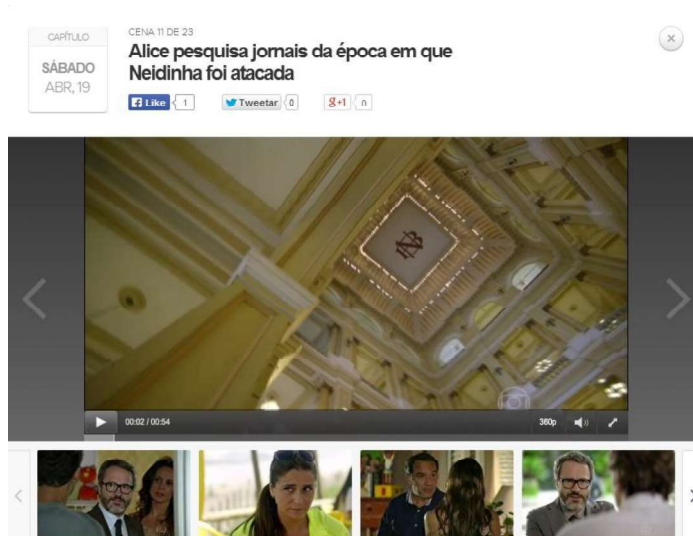 CAPÍTULO
SÁBADO
ABR, 19
CENA 11 DE 23
Alice pesquisa jornais da época em que
Neidinha foi atacada
Like 1
Tweetar 0
g+1 0
00:02 / 00:54
360p